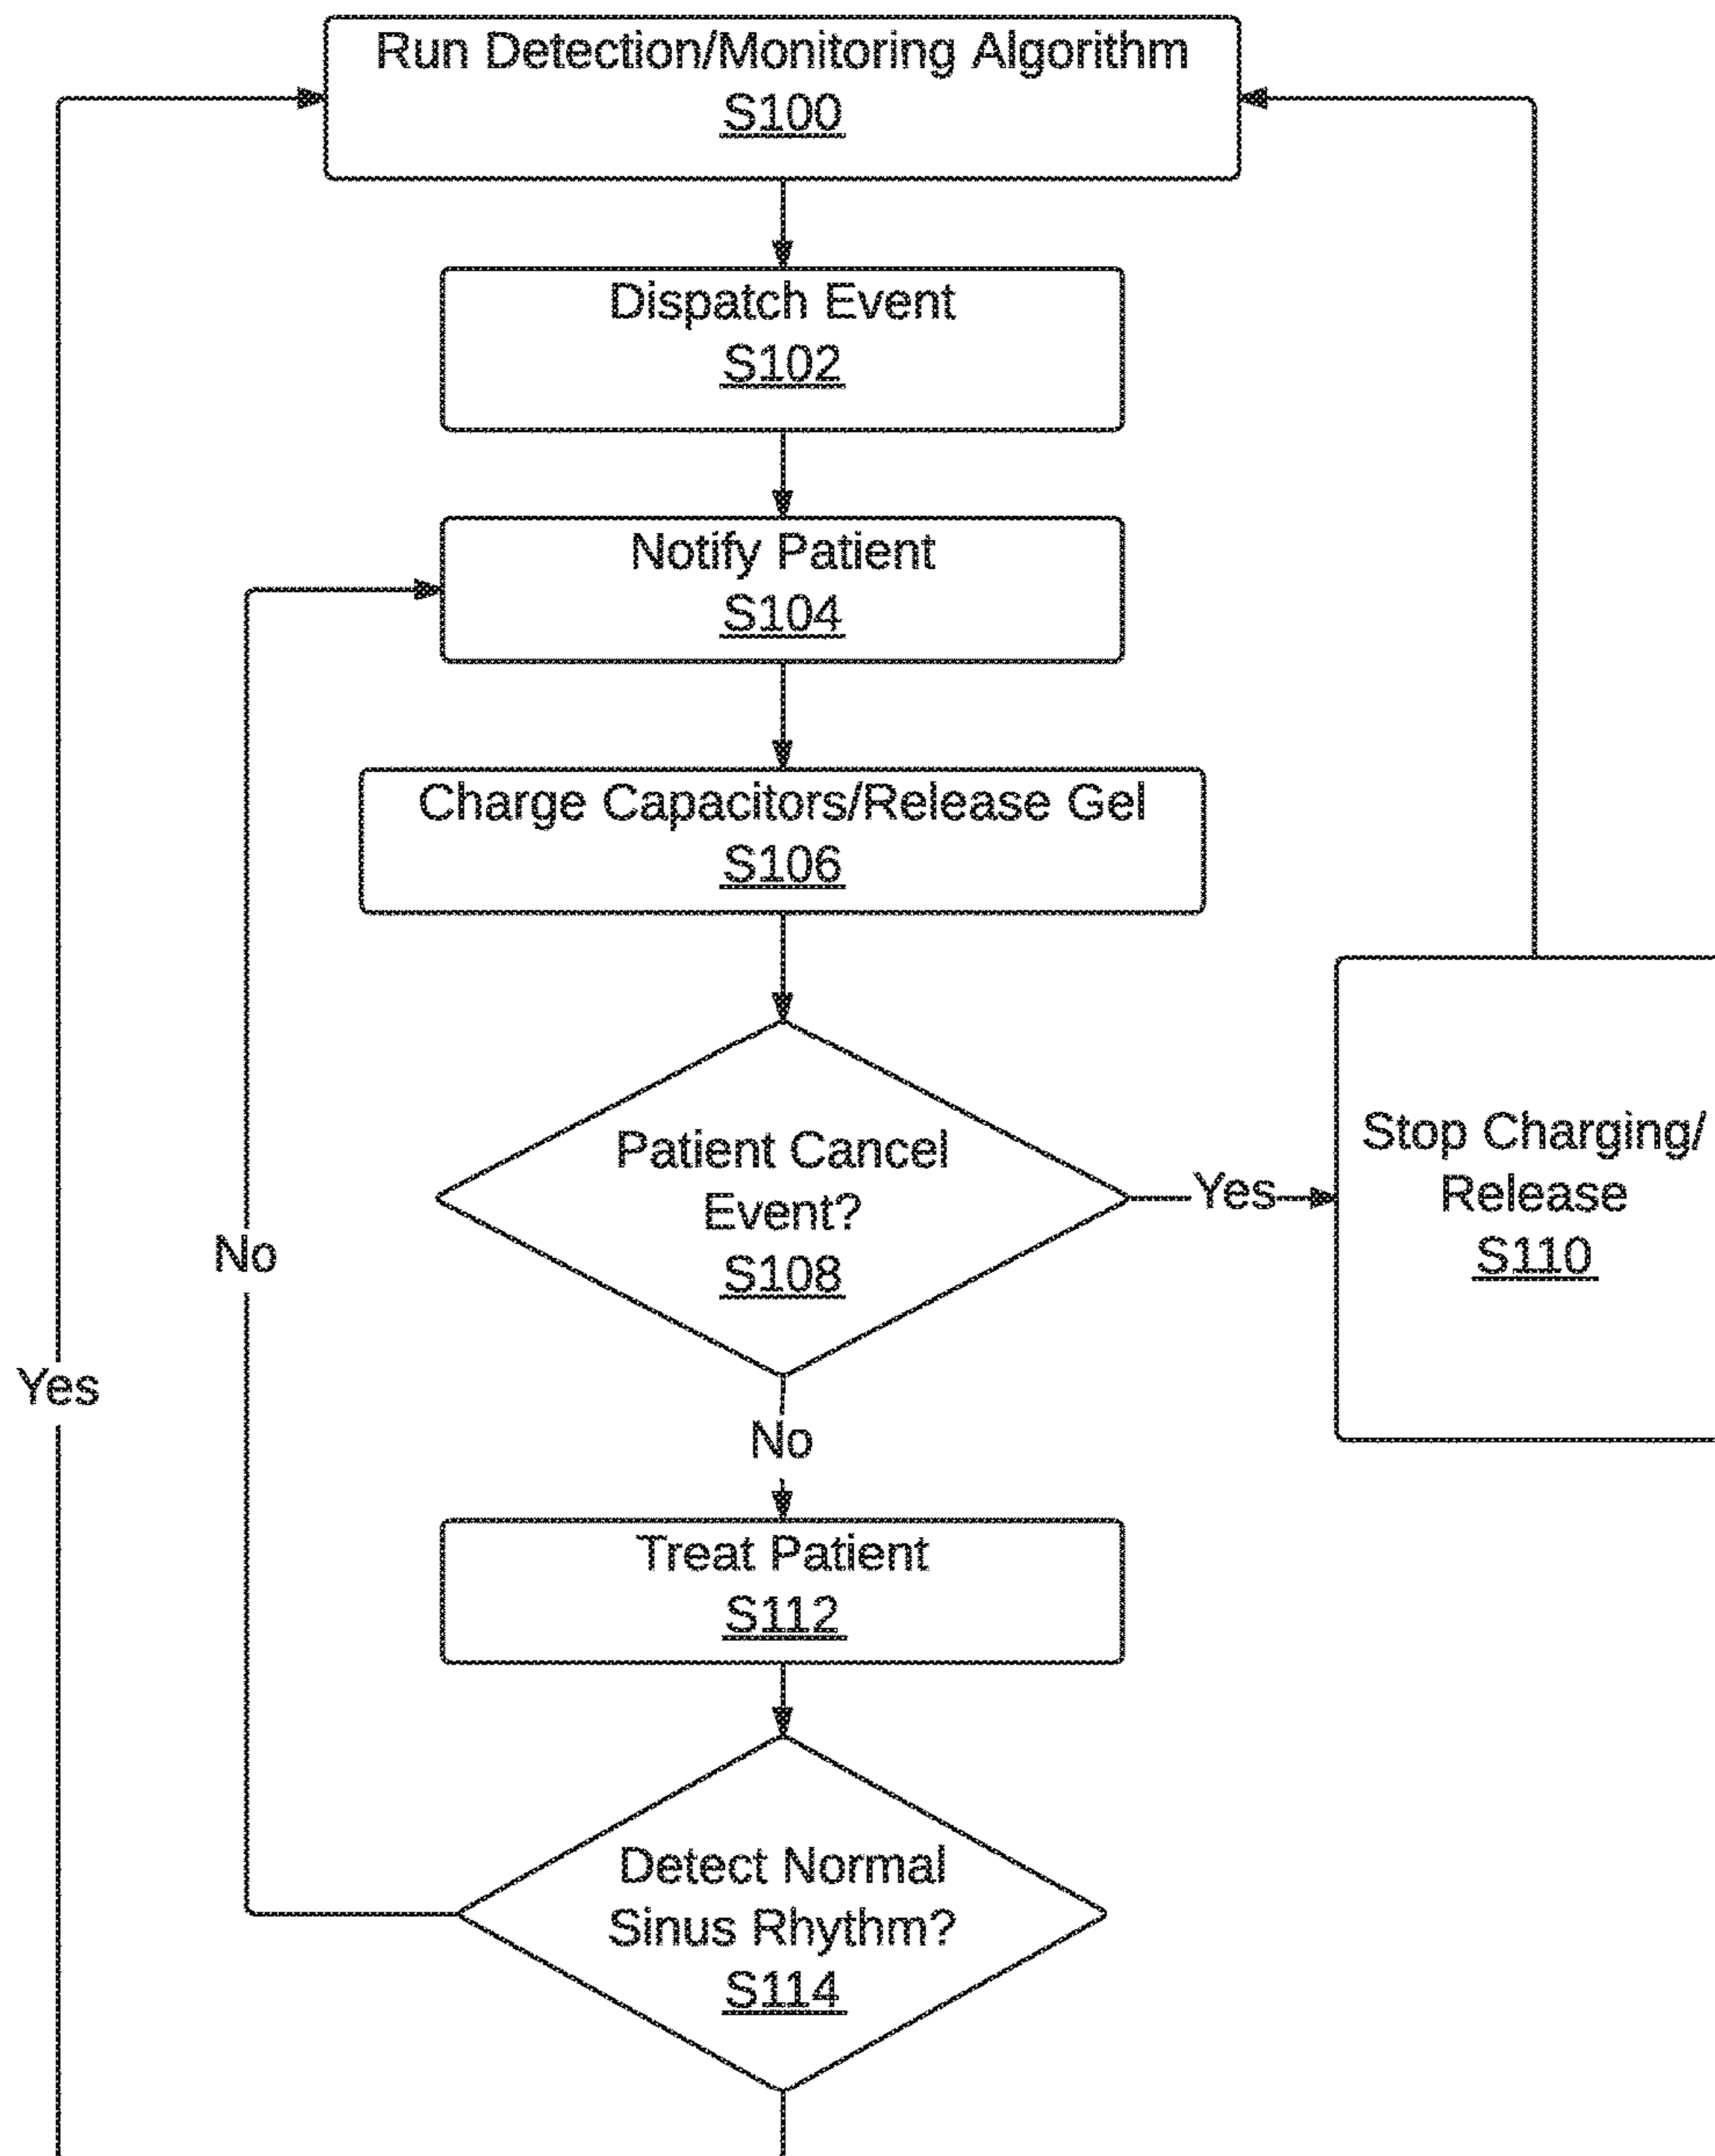 Run Detection/Monitoring Algorithm
S100
Dispatch Event
S102
Notify Patient
S104
Charge Capacitors/Release Gel
S106
Patient Cancel
Event?
S108
Yes
Stop Charging/
Release
S110
No
Yes
No
Treat Patient
S112
Detect Normal
Sinus Rhythm?
S114